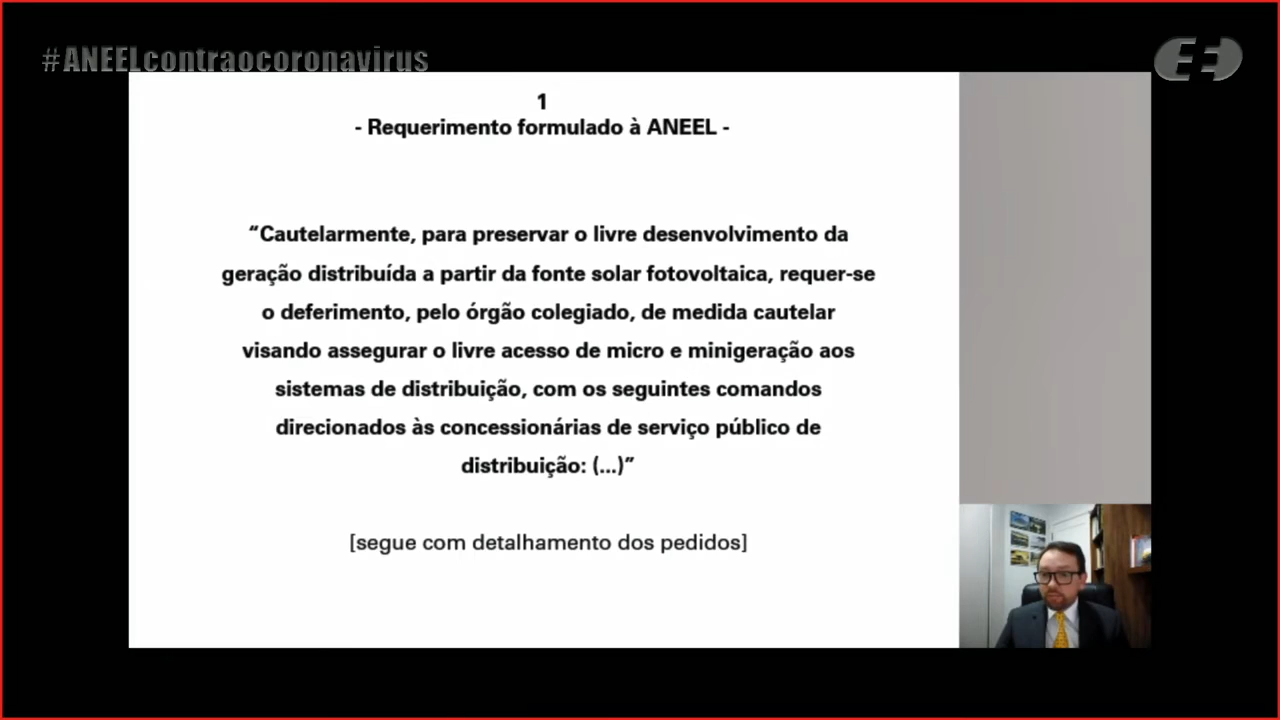 #ANEELcontraocoronavirus
1
- Requerimento formulado à ANEEL -
“Cautelarmente, para preservar o livre desenvolvimento da
geração distribuída a partir da fonte solar fotovoltaica, requer-se
o deferimento, pelo órgão colegiado, de medida cautelar
visando assegurar o livre acesso de micro e minigeração aos
sistemas de distribuição, com os seguintes comandos
direcionados às concessionárias de serviço público de
distribuição: (...)”
[segue com detalhamento dos pedidos]